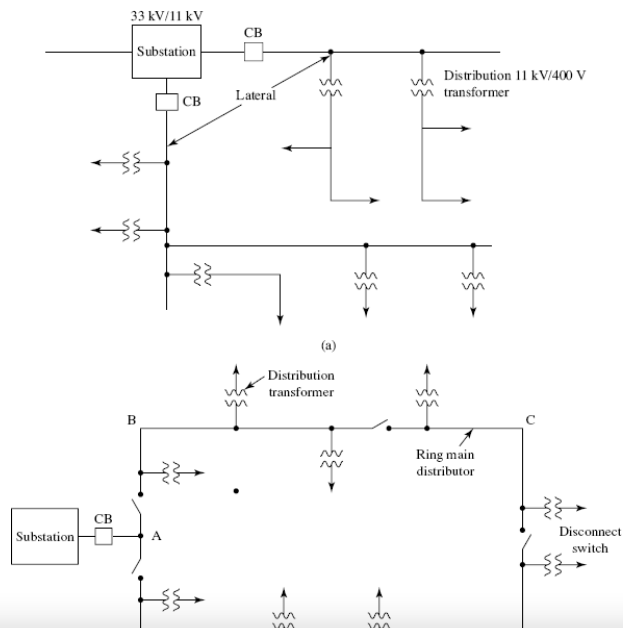 33 kV/11 kV
CB
Substation
Distribution 11 kV/400 V
transformer
Lateral
CB
(a)
Distribution
transformer
B
C
Ring main
distributor
CB
Substation
A
Disconnect
switch